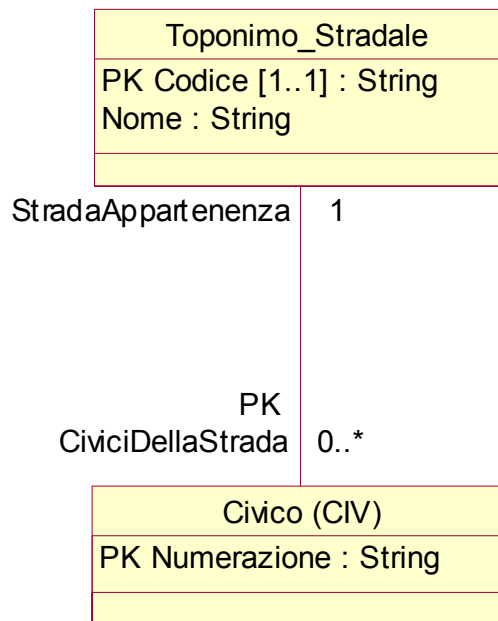 Toponimo_Stradale
PK Codice [1..1] : String
Nome : String
StradaAppartenenza 1
PK
CiviciDellaStrada 0..*
Civico (CIV)
PK Numerazione : String